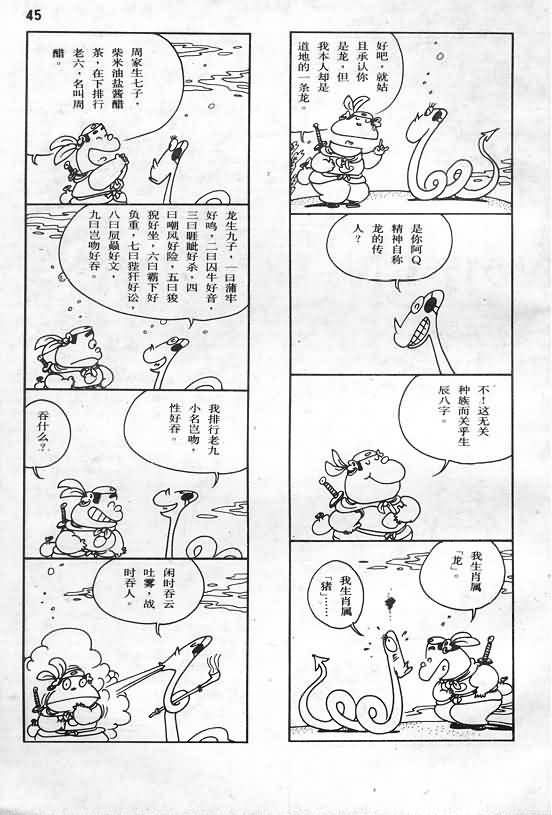 45
周家生七子，
柴米油盐酱醋
茶，在下排行
老六，名叫周
醋。
龙生九子，一曰蒲牢
好鸣，二曰囚牛好音，
三曰睚眦好杀，四
曰嘲风好险，五曰狻
猊好坐，六曰霸下好
负重，七曰狴犴好讼，
八曰屃赑好文，
九曰岂吻好吞。
我排行老九
小名岂吻，
性好吞。
吞什么？
闲时吞云
吐雾，战
时吞人。
好吧，就姑
且承认你
是龙，但
我本人却是
道地的一条龙。
是你阿Q
精神自称
龙的传
人？
不！这无关
种族而关乎生
辰八字。
我生肖属
「龙」。
我生肖属
「猪」……